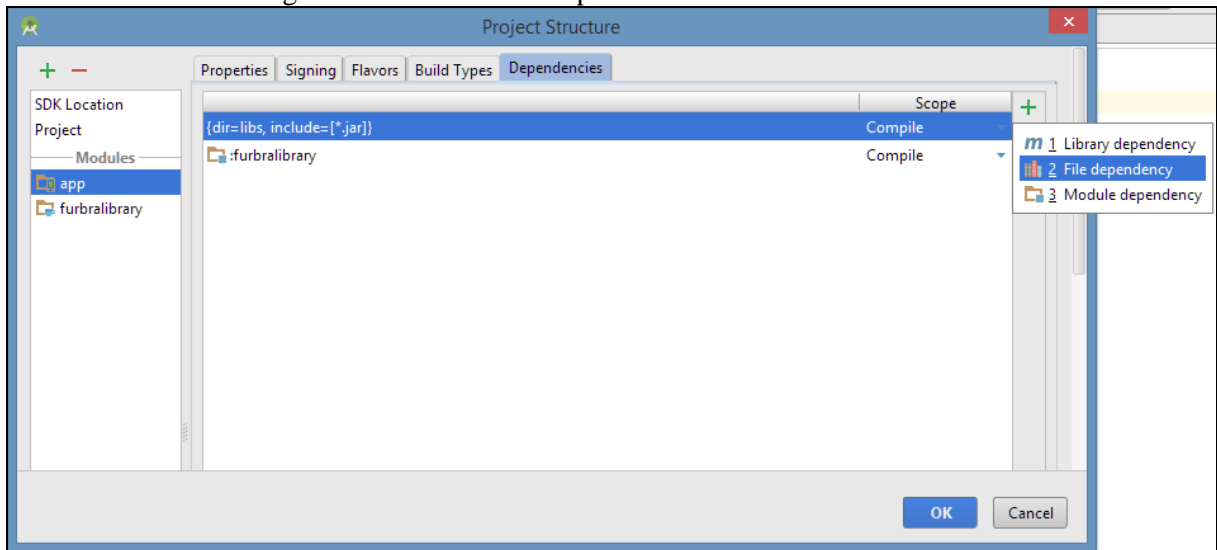 Project Structure
Properties Signing Flavors Build Types Dependencies
SDK Location
Project
Modules
app
furbralibrary
Scope
{dir=libs, include=[*.jar]} Compile
:furbralibrary Compile
1 Library dependency
2 File dependency
3 Module dependency
OK Cancel